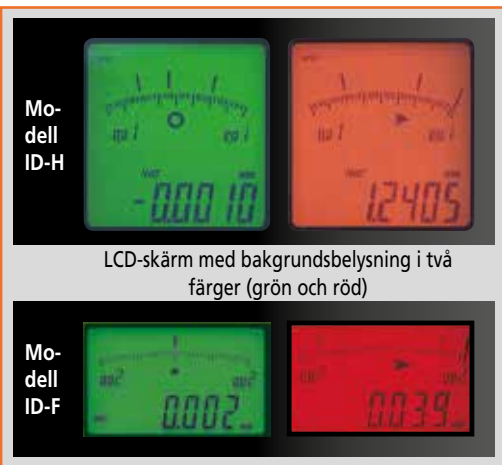 Mo-
dell
ID-H
-0.0010
1.2405
LCD-skärm med bakgrundsbelysning i två
färger (grön och röd)
Mo-
dell
ID-F
0.002
0.039